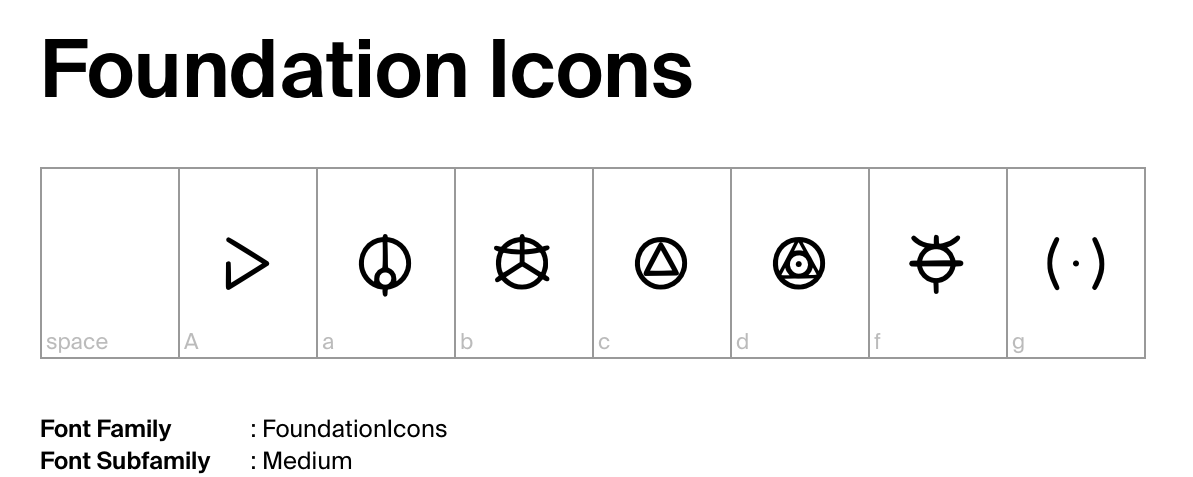 Foundation Icons
space A a b c d f g
Font Family : FoundationIcons
Font Subfamily : Medium